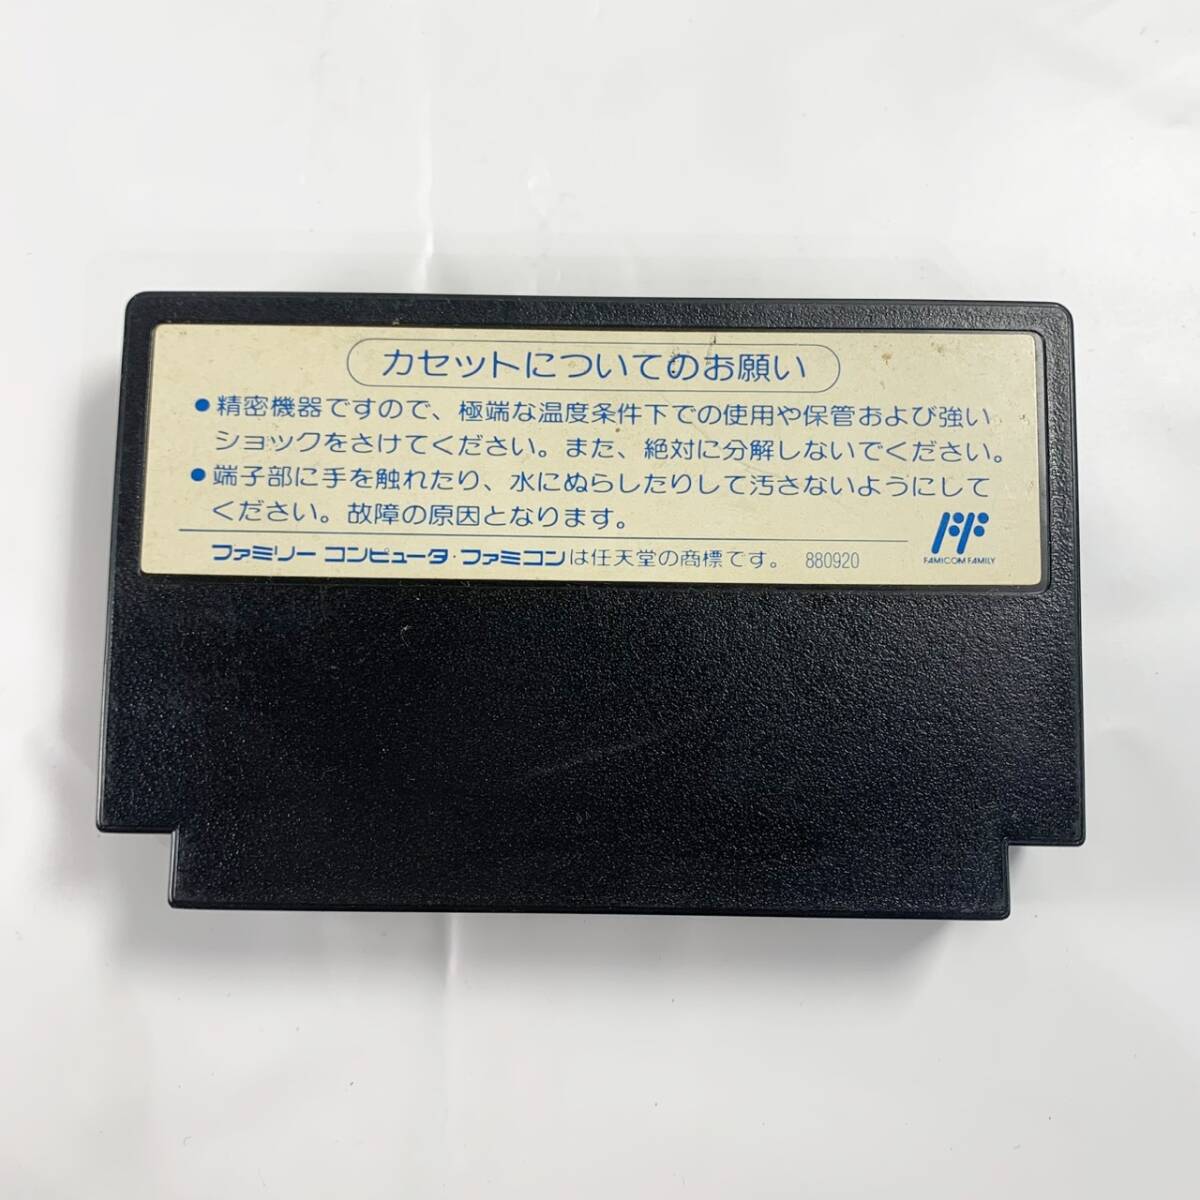 カセットについてのお願い
●精密機器ですので、極端な温度条件下での使用や保管および強い
ショックをさけてください。また、絶対に分解しないでください。
●端子部に手を触れたり、水にぬらしたりして汚さないようにして
ください。故障の原因となります。
ファミリーコンピュータ・ファミコンは任天堂の商標です。 880920
FAMICOM FAMILY